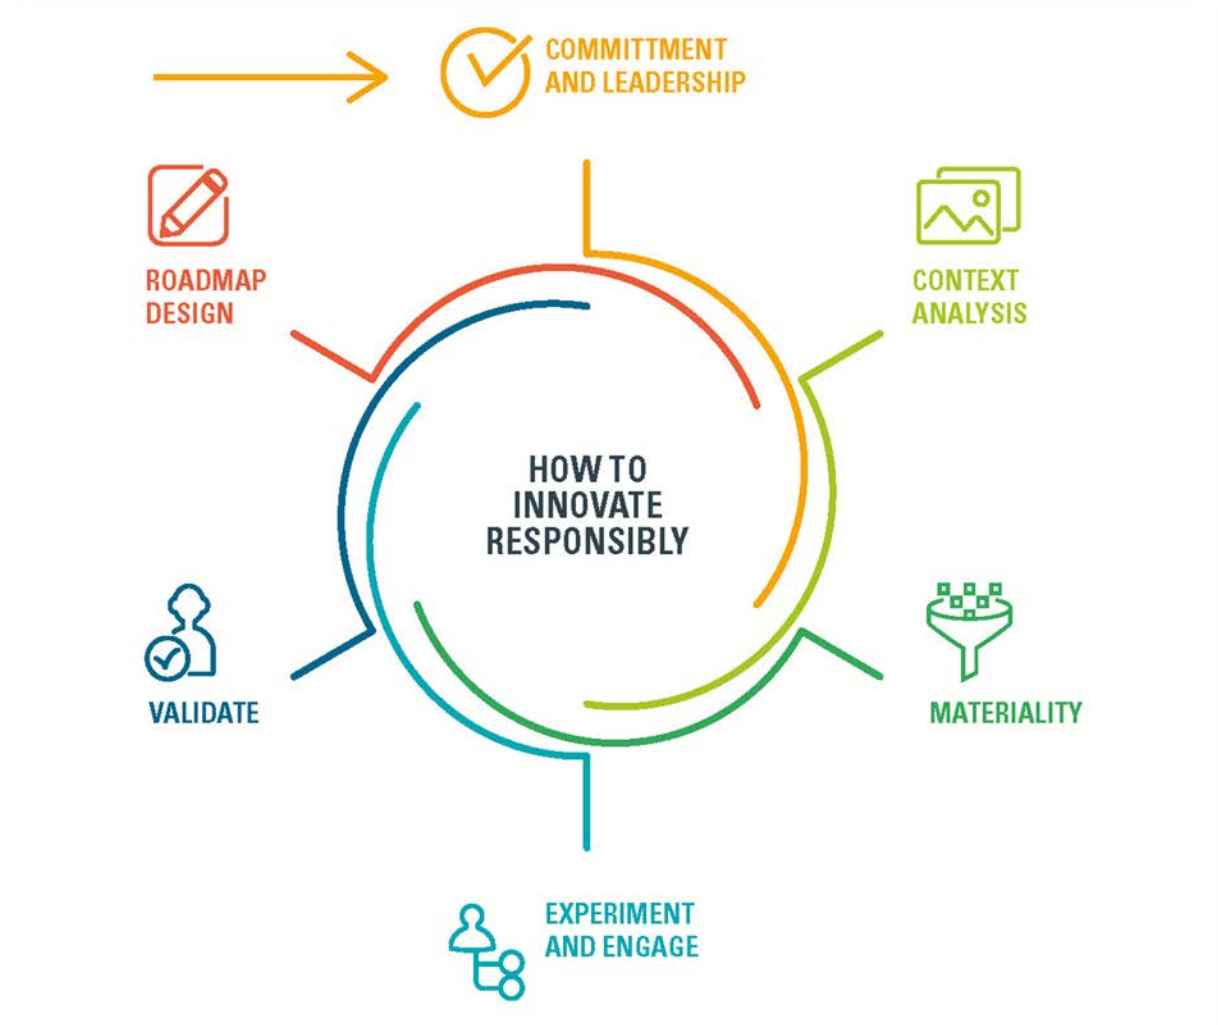 COMMITTMENT
AND LEADERSHIP
CONTEXT
ANALYSIS
MATERIALITY
EXPERIMENT
AND ENGAGE
VALIDATE
ROADMAP
DESIGN
HOW TO
INNOVATE
RESPONSIBLY